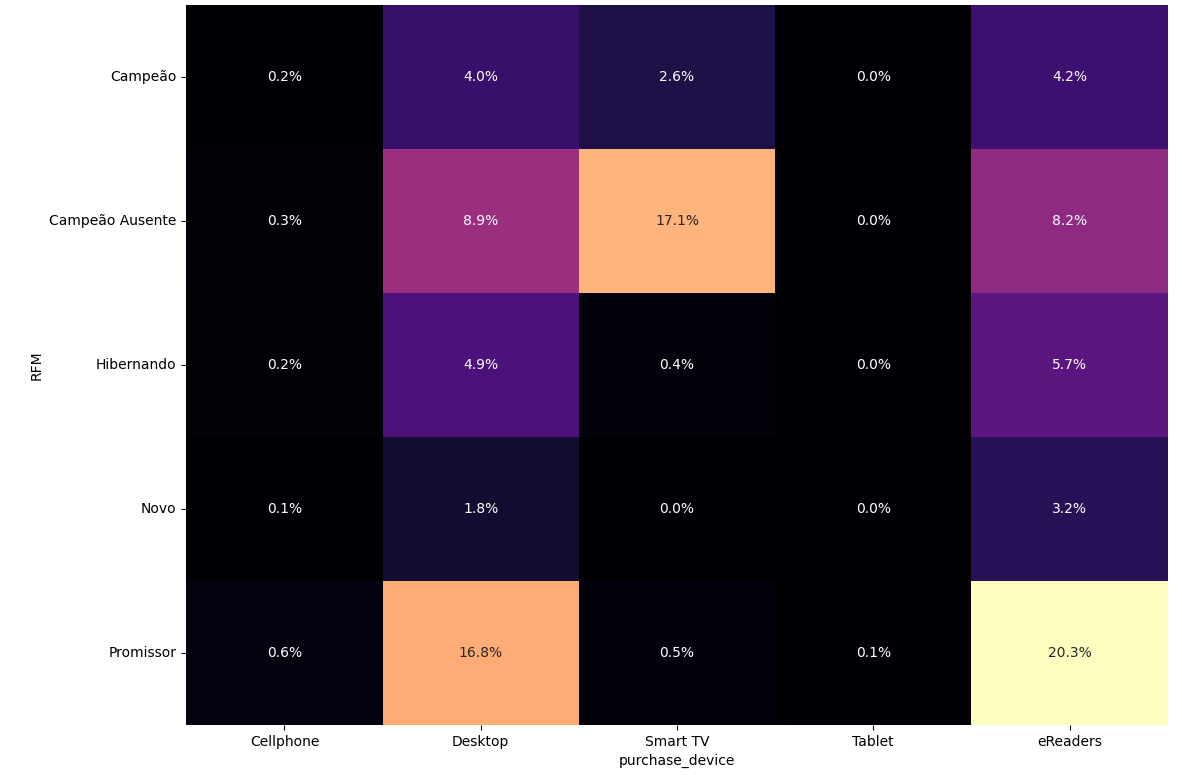 Campeão 0.2% 4.0% 2.6% 0.0% 4.2%
Campeão Ausente 0.3% 8.9% 17.1% 0.0% 8.2%
RFM
Hibernando 0.2% 4.9% 0.4% 0.0% 5.7%
Novo 0.1% 1.8% 0.0% 0.0% 3.2%
Promissor 0.6% 16.8% 0.5% 0.1% 20.3%
Cellphone Desktop Smart TV Tablet eReaders
purchase_device